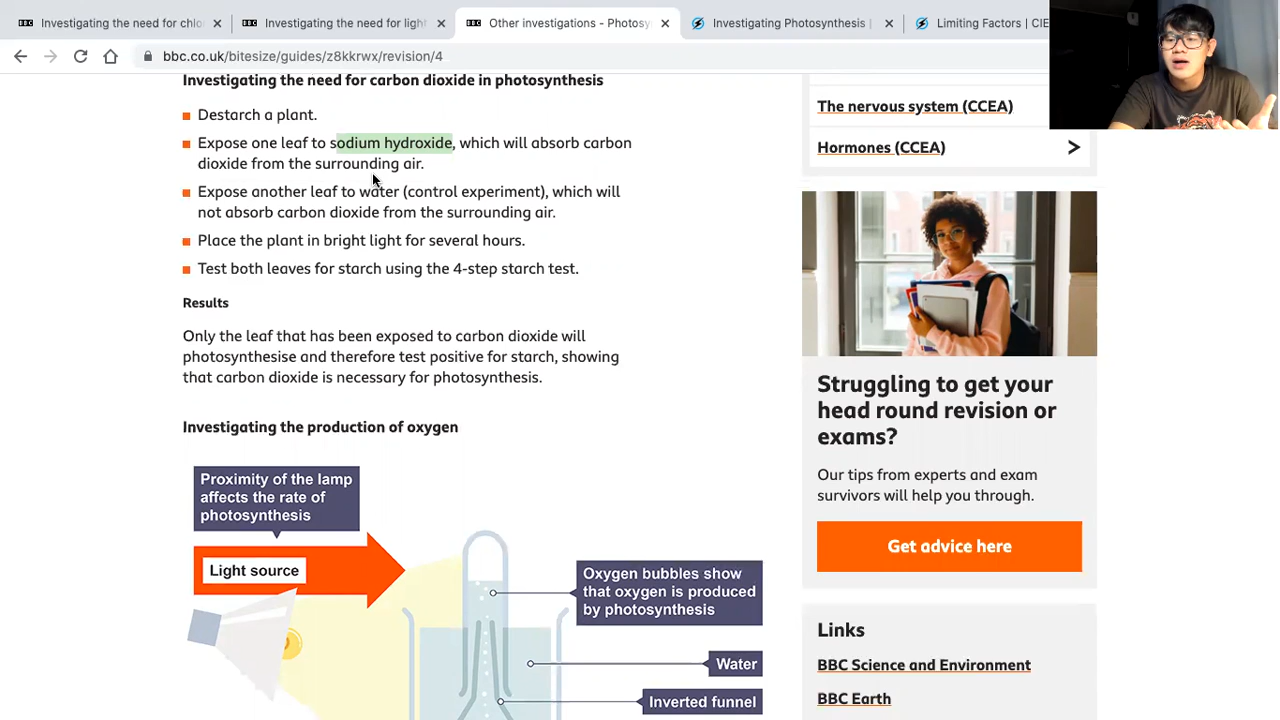 Investigating the need for chlo
Investigating the need for light
Other investigations - Photosy
Investigating Photosynthesis |
Limiting Factors | CIE
bbc.co.uk/bitesize/guides/z8kkrwx/revision/4
Investigating the need for carbon dioxide in photosynthesis
Destarch a plant.
Expose one leaf to sodium hydroxide, which will absorb carbon
dioxide from the surrounding air.
Expose another leaf to water (control experiment), which will
not absorb carbon dioxide from the surrounding air.
Place the plant in bright light for several hours.
Test both leaves for starch using the 4-step starch test.
Results
Only the leaf that has been exposed to carbon dioxide will
photosynthesise and therefore test positive for starch, showing
that carbon dioxide is necessary for photosynthesis.
Investigating the production of oxygen
Proximity of the lamp
affects the rate of
photosynthesis
Light source
Oxygen bubbles show
that oxygen is produced
by photosynthesis
Water
Inverted funnel
The nervous system (CCEA)
Hormones (CCEA)
Struggling to get your
head round revision or
exams?
Our tips from experts and exam
survivors will help you through.
Get advice here
Links
BBC Science and Environment
BBC Earth